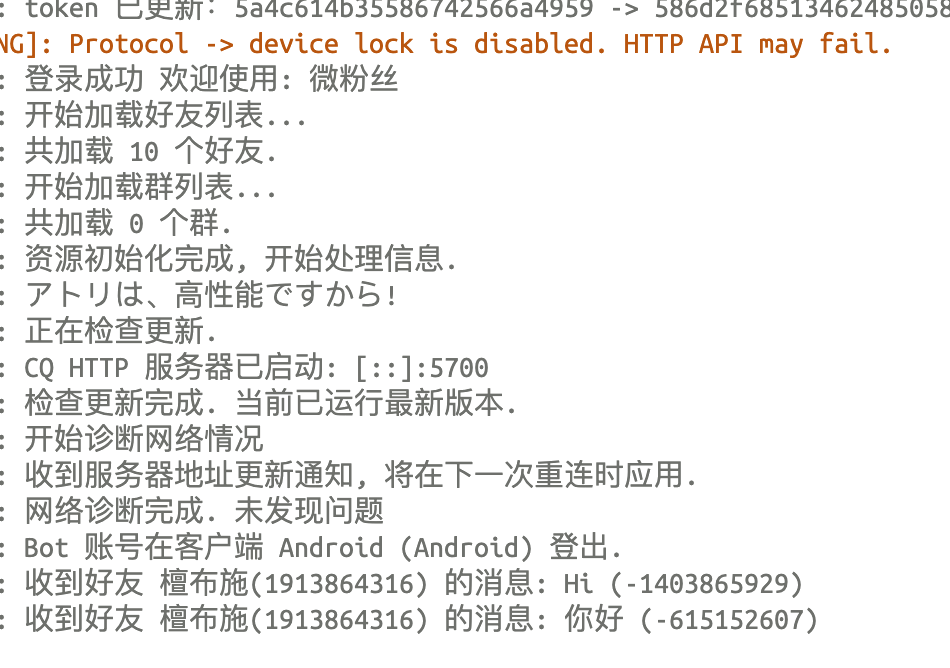 : token 已更新: 5a4c614b35586742566a4959 -> 586d2f68513462485058
NG]: Protocol -> device lock is disabled. HTTP API may fail.
: 登录成功 欢迎使用: 微粉丝
: 开始加载好友列表...
: 共加载 10 个好友.
: 开始加载群列表...
: 共加载 0 个群.
: 资源初始化完成, 开始处理信息.
: アトリは、高性能ですから!
: 正在检查更新.
: CQ HTTP 服务器已启动: [::]:5700
: 检查更新完成. 当前已运行最新版本.
: 开始诊断网络情况
: 收到服务器地址更新通知, 将在下一次重连时应用.
: 网络诊断完成. 未发现问题
: Bot 账号在客户端 Android (Android) 登出.
: 收到好友 檀布施(1913864316) 的消息: Hi (-1403865929)
: 收到好友 檀布施(1913864316) 的消息: 你好 (-615152607)